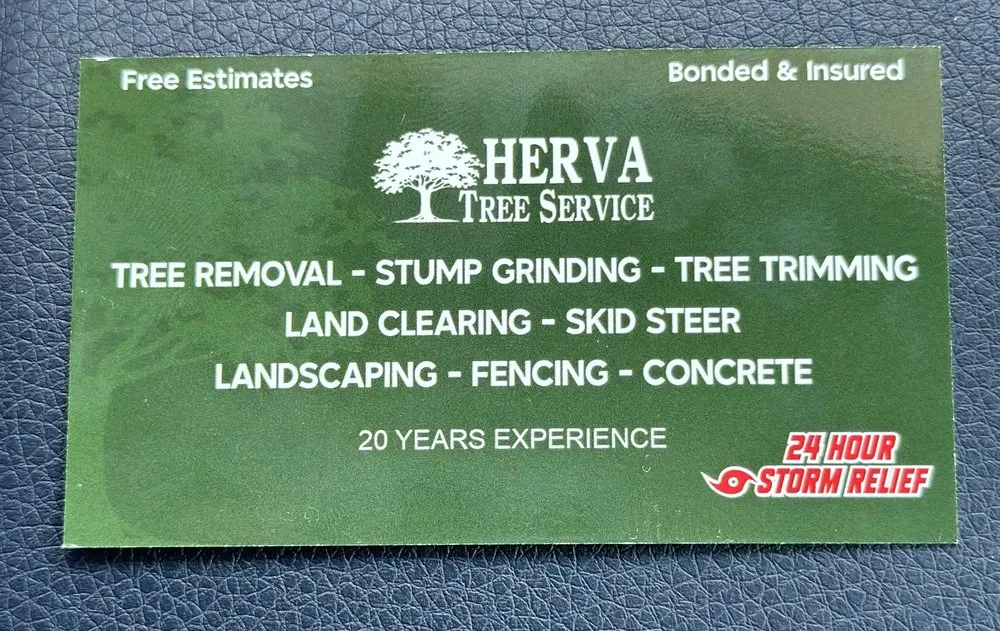 Free Estimates
Bonded & Insured
HERVA
TREE SERVICE
TREE REMOVAL - STUMP GRINDING - TREE TRIMMING
LAND CLEARING - SKID STEER
LANDSCAPING - FENCING - CONCRETE
20 YEARS EXPERIENCE
24 HOUR
STORM RELIEF